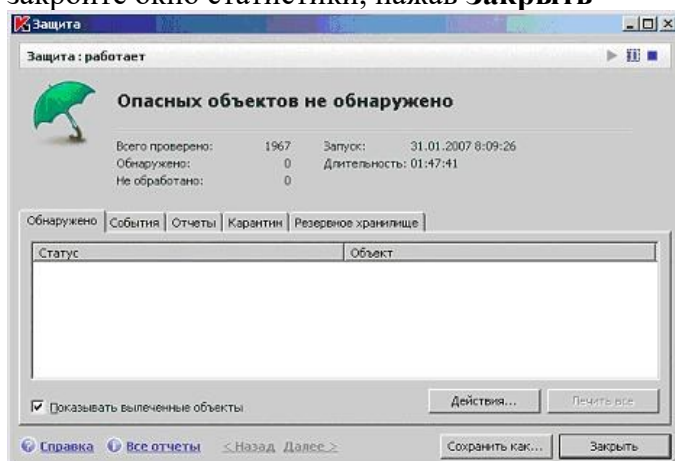 закройте окно статистики, нажав Закрыть
Защита
Защита : работает
Опасных объектов не обнаружено
Всего проверено: 1967 Запуск: 31.01.2007 8:09:26
Обнаружено: 0 Длительность: 01:47:41
Не обработано: 0
Обнаружено События Отчеты Карантин Резервное хранилище
Статус Объект
Показывать вылеченные объекты Действия... Лечить все
Справка Все отчеты < Назад Далее > Сохранить как... Закрыть